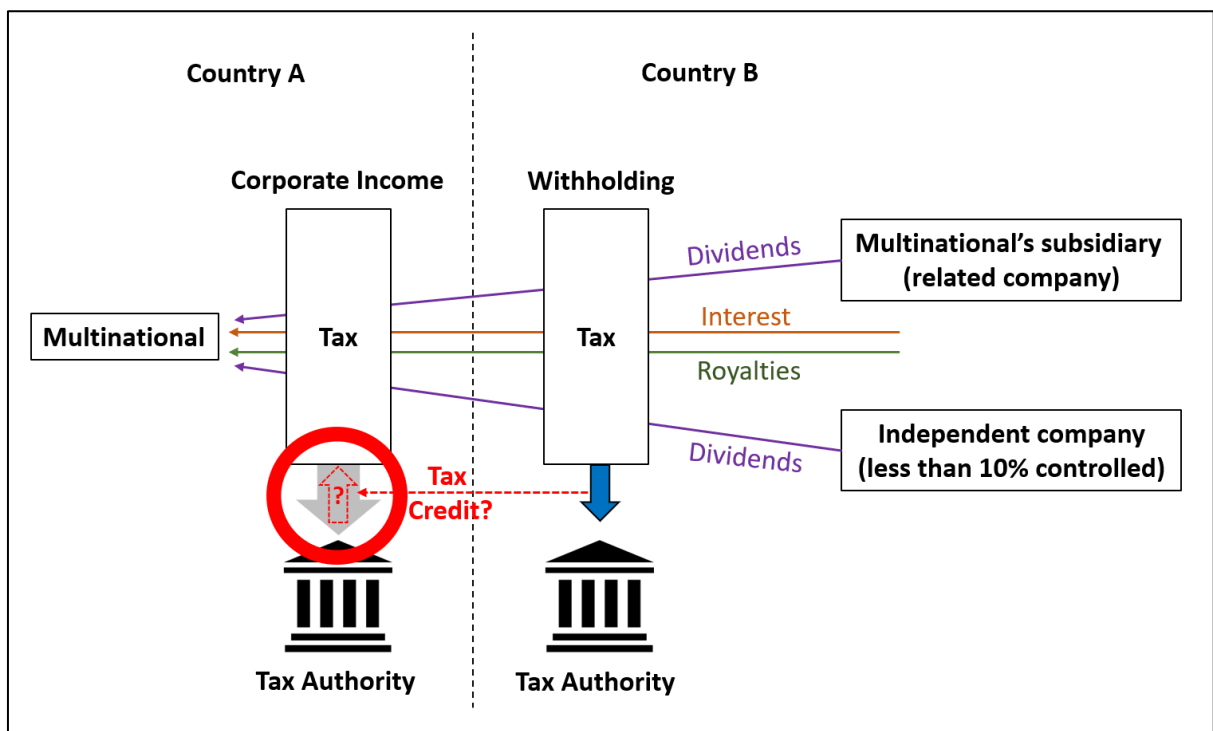 Country A
Country B
Corporate Income
Withholding
Tax
Tax
Multinational
Dividends
Interest
Royalties
Dividends
Multinational’s subsidiary
(related company)
Independent company
(less than 10% controlled)
?
Tax
Credit?
Tax Authority
Tax Authority